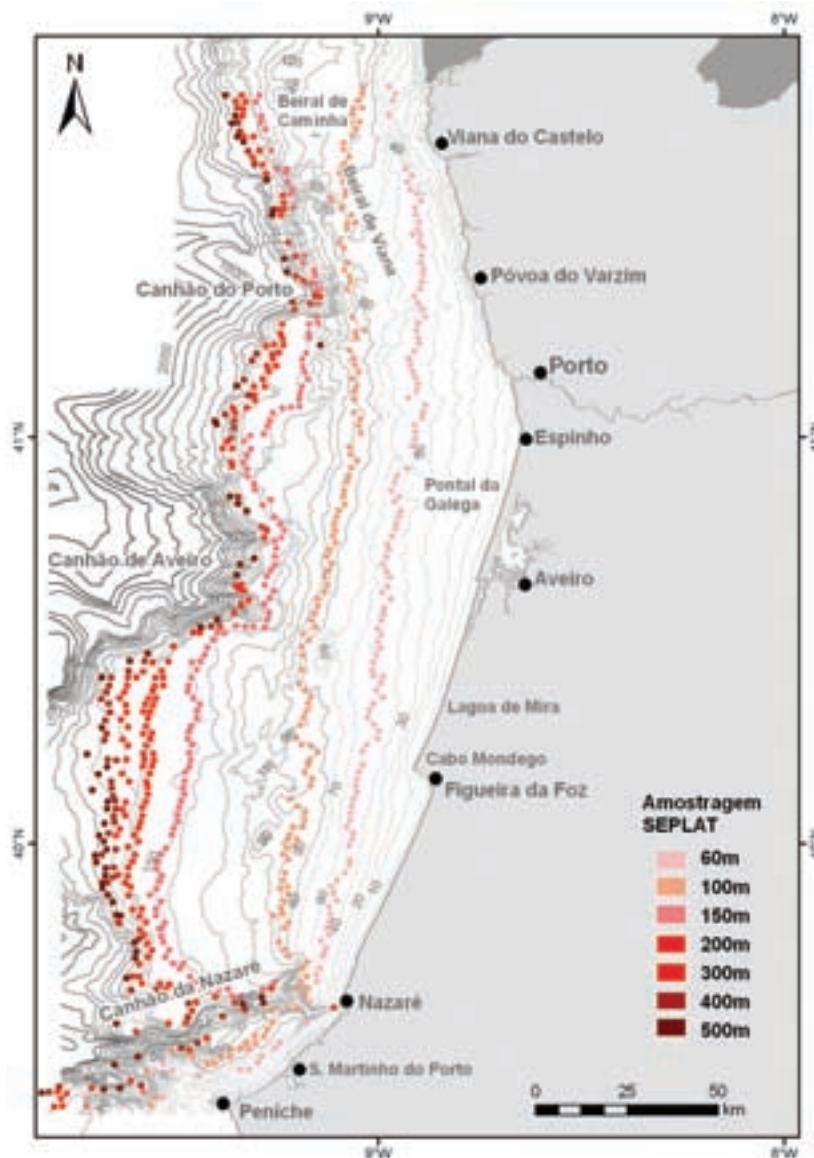 9°W
8°W
N
Beiral de
Caminha
Viana do Castelo
Beiral de Viana
Póvoa do Varzim
Canhão do Porto
Porto
41°N
Espinho
Pontal da
Galega
Canhão de Aveiro
Aveiro
Lagoa de Mira
Cabo Mondego
Figueira da Foz
Amostragem
SEPLAT
40°N
60m
100m
150m
200m
300m
400m
500m
Canhão da Nazaré
Nazaré
S. Martinho do Porto
Peniche
0 25 50
km
9°W
8°W